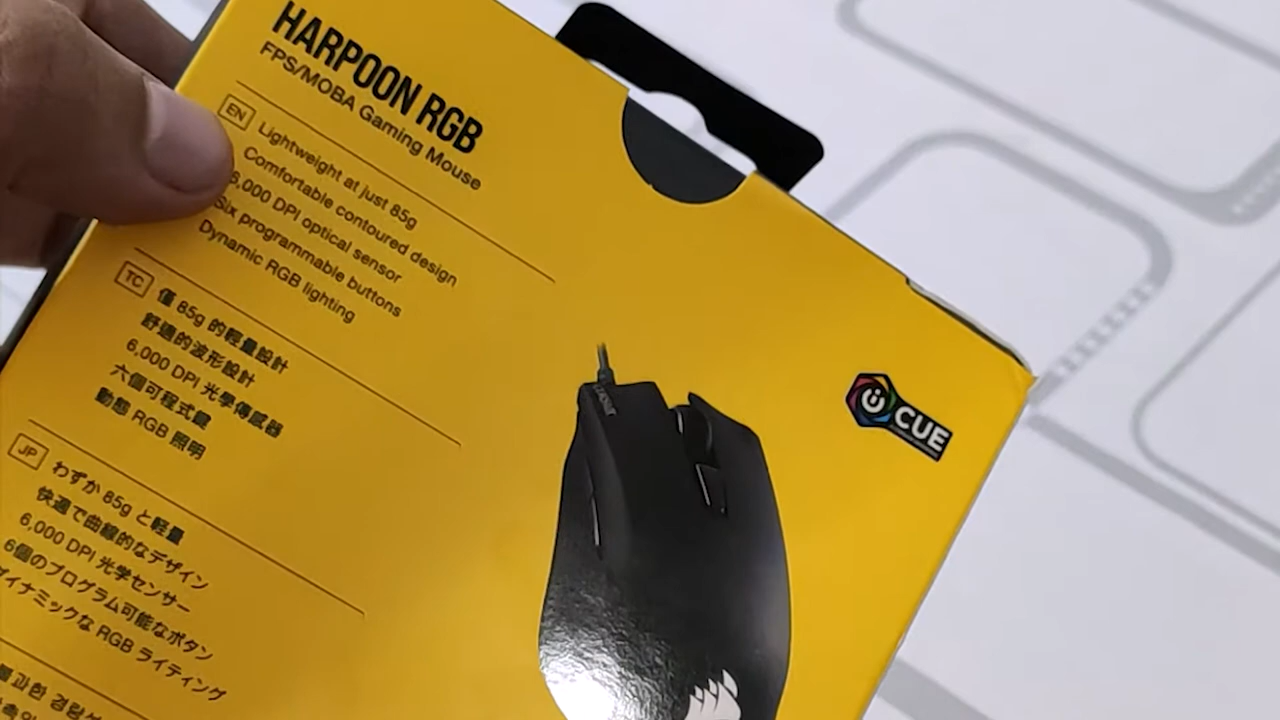 HARPOON RGB
FPS/MOBA Gaming Mouse
EN
Lightweight at just 85g
Comfortable contoured design
6,000 DPI optical sensor
Six programmable buttons
Dynamic RGB lighting
TC
僅 85g 的輕量設計
舒適的波形設計
6,000 DPI 光學傳感器
六個可程式鍵
動態 RGB 照明
JP
わずか 85g と軽量
快適で曲線的なデザイン
6,000 DPI 光学センサー
6個のプログラム可能なボタン
ダイナミックな RGB ライティング
불과한 경량
CUE